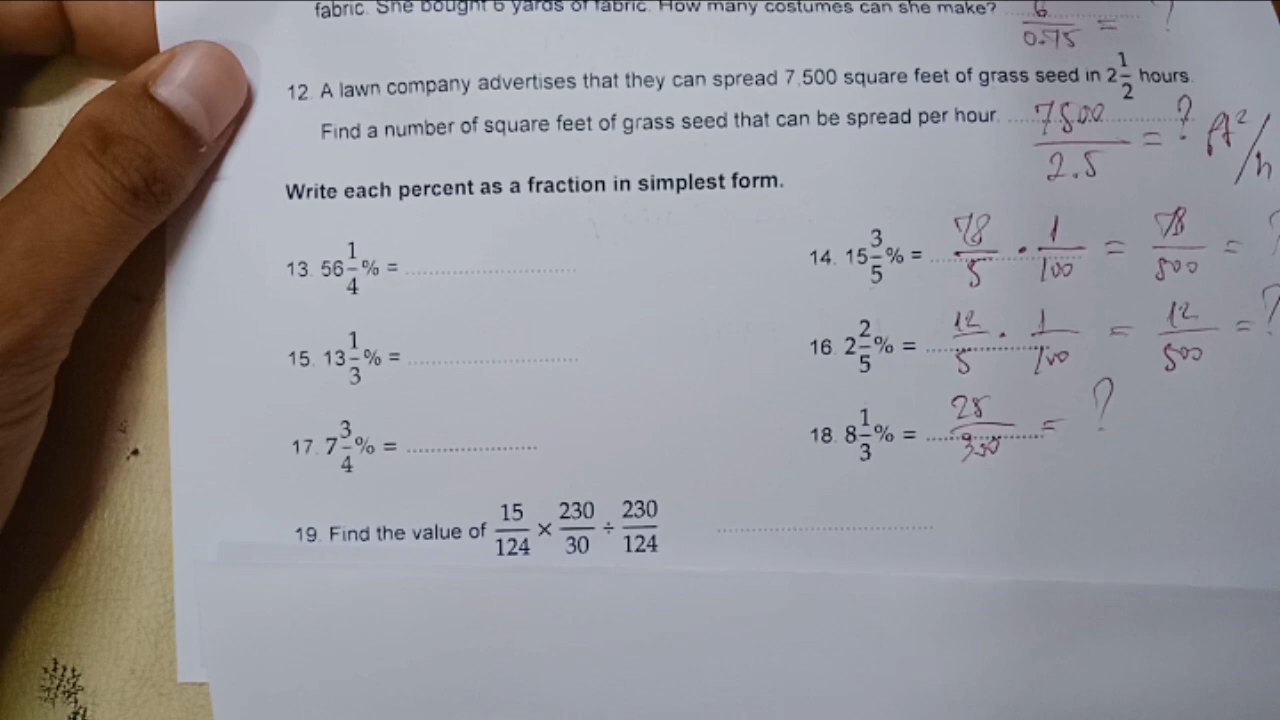 fabric. She bought 6 yards of fabric. How many costumes can she make? 6/0.75 = ?
12. A lawn company advertises that they can spread 7,500 square feet of grass seed in 2 1/2 hours.
Find a number of square feet of grass seed that can be spread per hour. 7500/2.5 = ? ft²/h
Write each percent as a fraction in simplest form.
13. 56 1/4 % = ..............................
14. 15 3/5 % = 78/5 · 1/100 = 78/500 = ?
15. 13 1/3 % = ..............................
16. 2 2/5 % = 12/5 · 1/100 = 12/500 = ?
17. 7 3/4 % = ......................
18. 8 1/3 % = 25/300 = ?
19. Find the value of 15/124 × 230/30 ÷ 230/124 ......................................